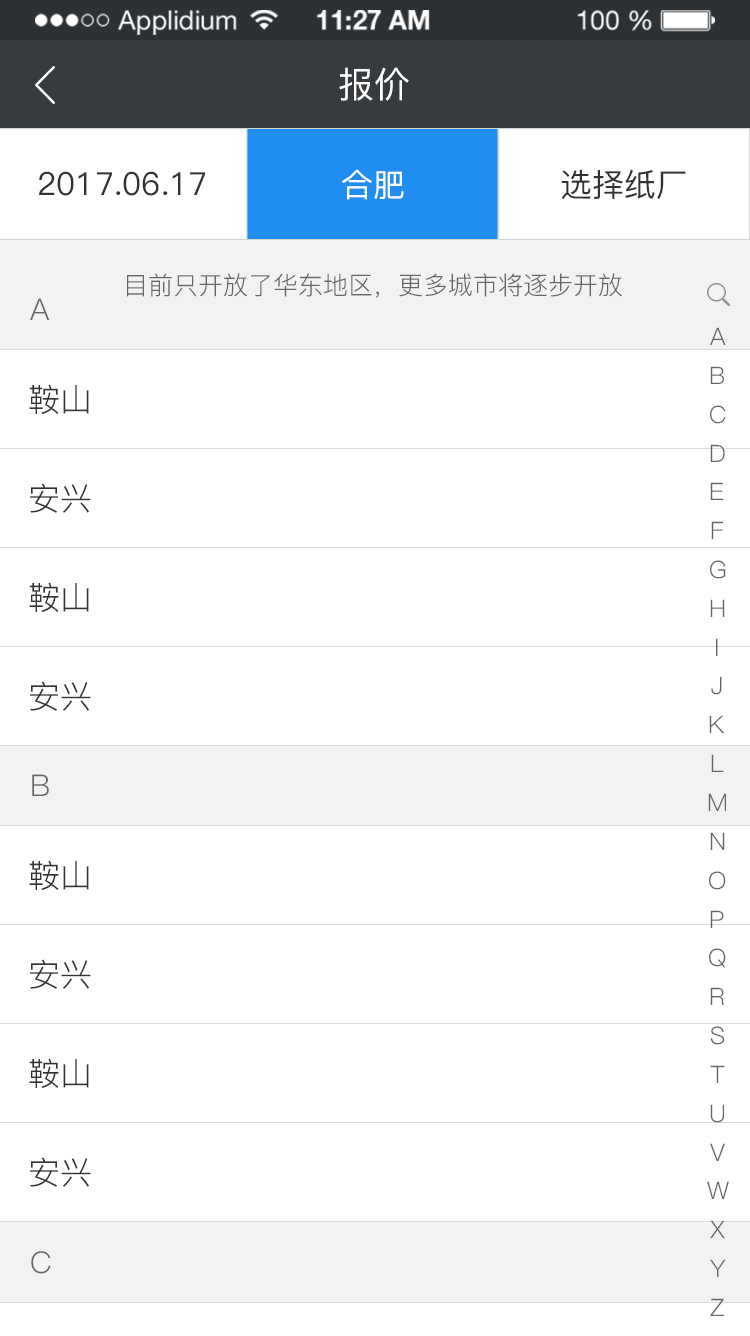 Applidium 11:27 AM 100 %
报价
2017.06.17 合肥 选择纸厂
目前只开放了华东地区，更多城市将逐步开放
A
鞍山
安兴
鞍山
安兴
B
鞍山
安兴
鞍山
安兴
C
A
B
C
D
E
F
G
H
I
J
K
L
M
N
O
P
Q
R
S
T
U
V
W
X
Y
Z